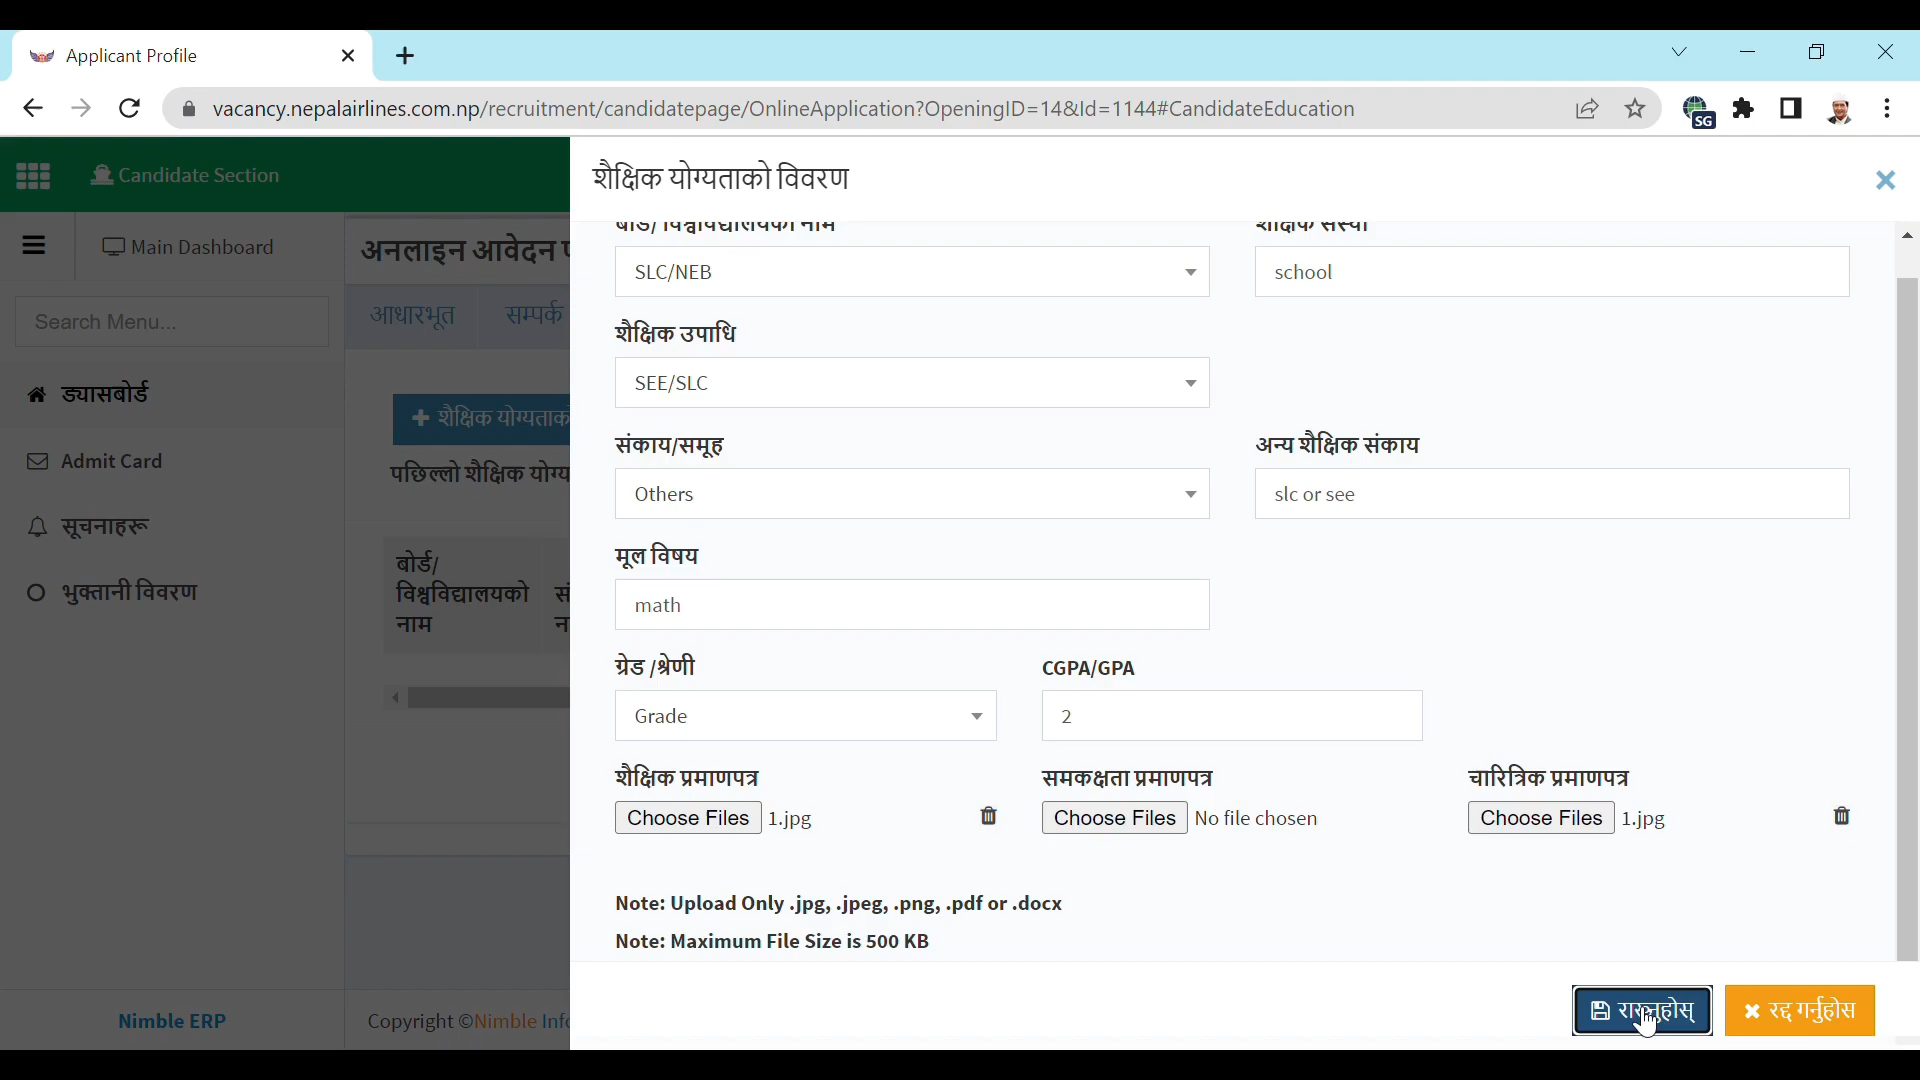 Applicant Profile
vacancy.nepalairlines.com.np/recruitment/candidatepage/OnlineApplication?OpeningID=14&Id=1144#CandidateEducation
SG
Candidate Section
शैक्षिक योग्यताको विवरण
Main Dashboard
अनलाइन आवेदन
Search Menu...
आधारभूत
सम्पर्क
ड्यासबोर्ड
Admit Card
सूचनाहरू
भुक्तानी विवरण
शैक्षिक
पछिल्लो शैक्षिक
बोर्ड/
विश्वविद्यालयको
नाम
बोर्ड/ विश्वविद्यालयको नाम
शैक्षिक संस्था
SLC/NEB
school
शैक्षिक उपाधि
SEE/SLC
संकाय/समूह
अन्य शैक्षिक संकाय
Others
slc or see
मूल विषय
math
ग्रेड /श्रेणी
CGPA/GPA
Grade
2
शैक्षिक प्रमाणपत्र
समकक्षता प्रमाणपत्र
चारित्रिक प्रमाणपत्र
Choose Files 1.jpg
Choose Files No file chosen
Choose Files 1.jpg
Note: Upload Only .jpg, .jpeg, .png, .pdf or .docx
Note: Maximum File Size is 500 KB
राख्नुहोस्
रद्द गर्नुहोस
Nimble ERP
Copyright ©Nimble